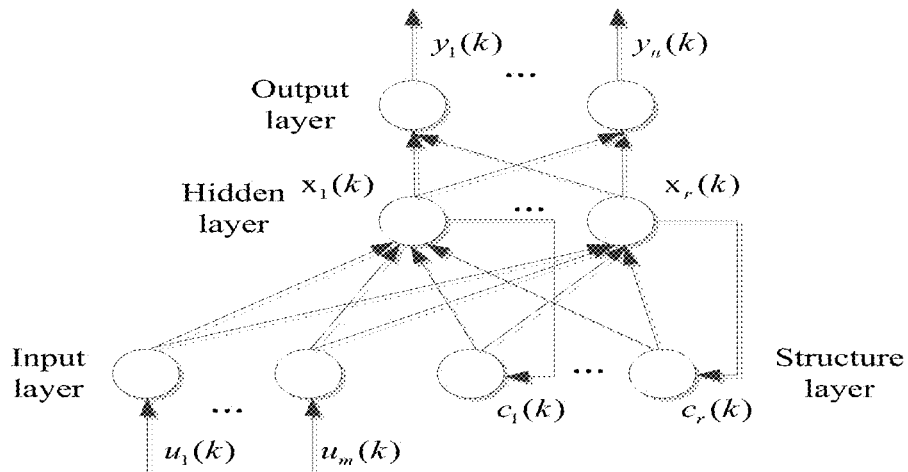 y₁(k) ... yₙ(k)
Output
layer
x₁(k) ... xᵣ(k)
Hidden
layer
Input
layer
... ...
Structure
layer
c₁(k) cᵣ(k)
u₁(k) uₘ(k)